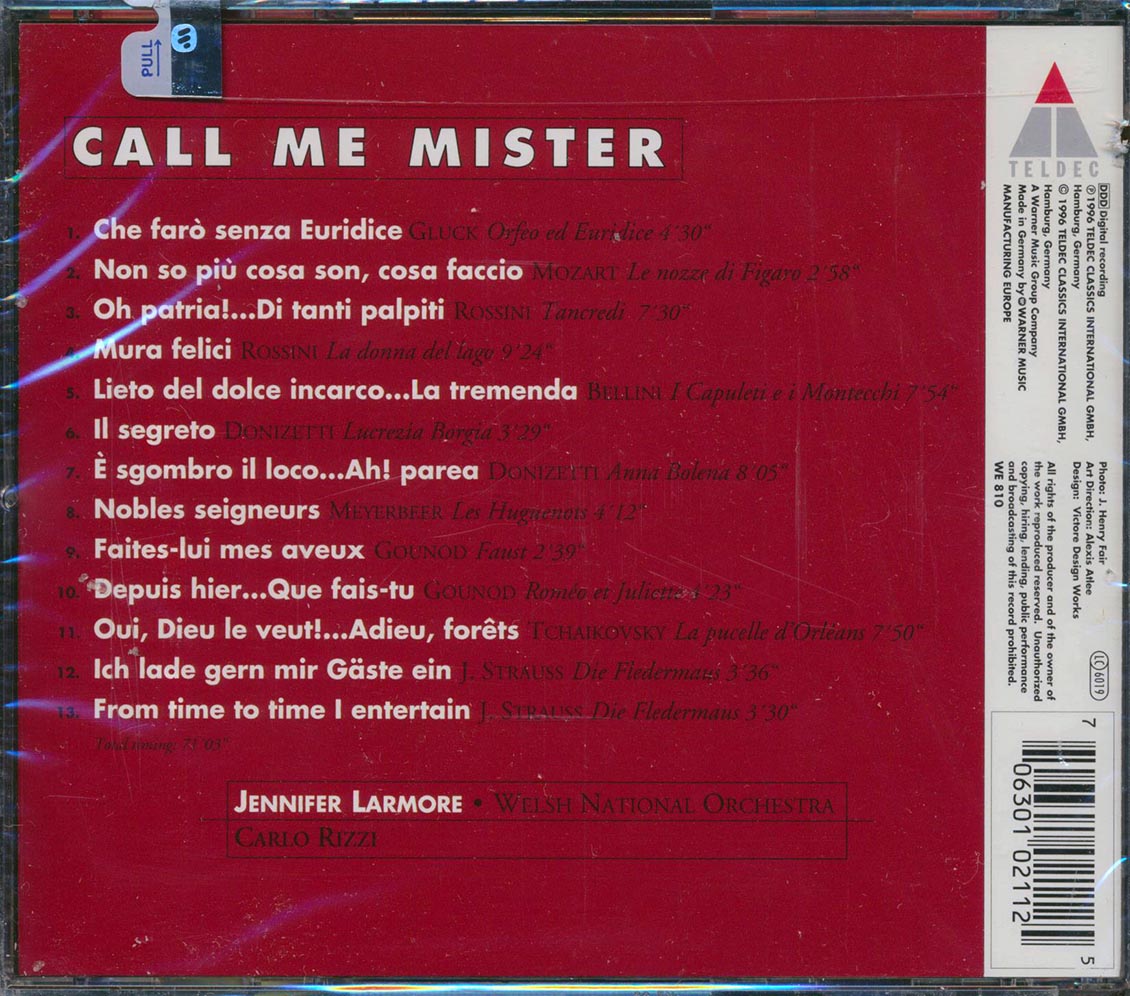 PULL
CALL ME MISTER
1. Che farò senza Euridice GLUCK Orfeo ed Euridice 4'30"
2. Non so più cosa son, cosa faccio MOZART Le nozze di Figaro 2'58"
3. Oh patria!...Di tanti palpiti ROSSINI Tancredi 7'30"
4. Mura felici ROSSINI La donna del lago 9'24"
5. Lieto del dolce incarco...La tremenda BELLINI I Capuleti e i Montecchi 7'54"
6. Il segreto DONIZETTI Lucrezia Borgia 3'29"
7. È sgombro il loco...Ah! parea DONIZETTI Anna Bolena 8'05"
8. Nobles seigneurs MEYERBEER Les Huguenots 4'12"
9. Faites-lui mes aveux GOUNOD Faust 2'39"
10. Depuis hier...Que fais-tu GOUNOD Roméo et Juliette 4'23"
11. Oui, Dieu le veut!...Adieu, forêts TCHAIKOVSKY La pucelle d'Orléans 7'50"
12. Ich lade gern mir Gäste ein J. STRAUSS Die Fledermaus 3'36"
13. From time to time I entertain J. STRAUSS Die Fledermaus 3'30"
Total timing: 71'03"
JENNIFER LARMORE • WELSH NATIONAL ORCHESTRA
CARLO RIZZI
TELDEC
DDD Digital recording
℗ 1996 TELDEC CLASSICS INTERNATIONAL GMBH,
Hamburg, Germany
© 1996 TELDEC CLASSICS INTERNATIONAL GMBH,
Hamburg, Germany
A Warner Music Group Company
Made in Germany by WARNER MUSIC
MANUFACTURING EUROPE
Photo: J. Henry Fair
Art Direction: Alexis Atlee
Design: Victore Design Works
All rights of the producer and of the owner of
the work reproduced reserved. Unauthorized
copying, hiring, lending, public performance
and broadcasting of this record prohibited.
WE 810
LC 6019
7 06301 02112 5